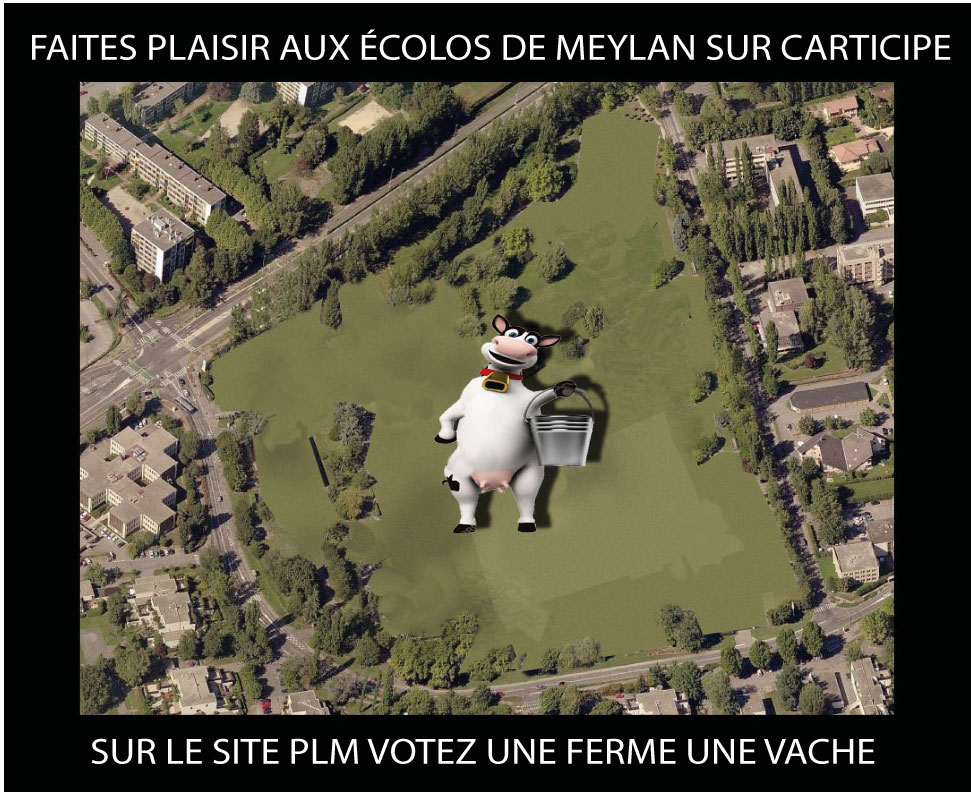 FAITES PLAISIR AUX ÉCOLOS DE MEYLAN SUR CARTICIPE
SUR LE SITE PLM VOTEZ UNE FERME UNE VACHE